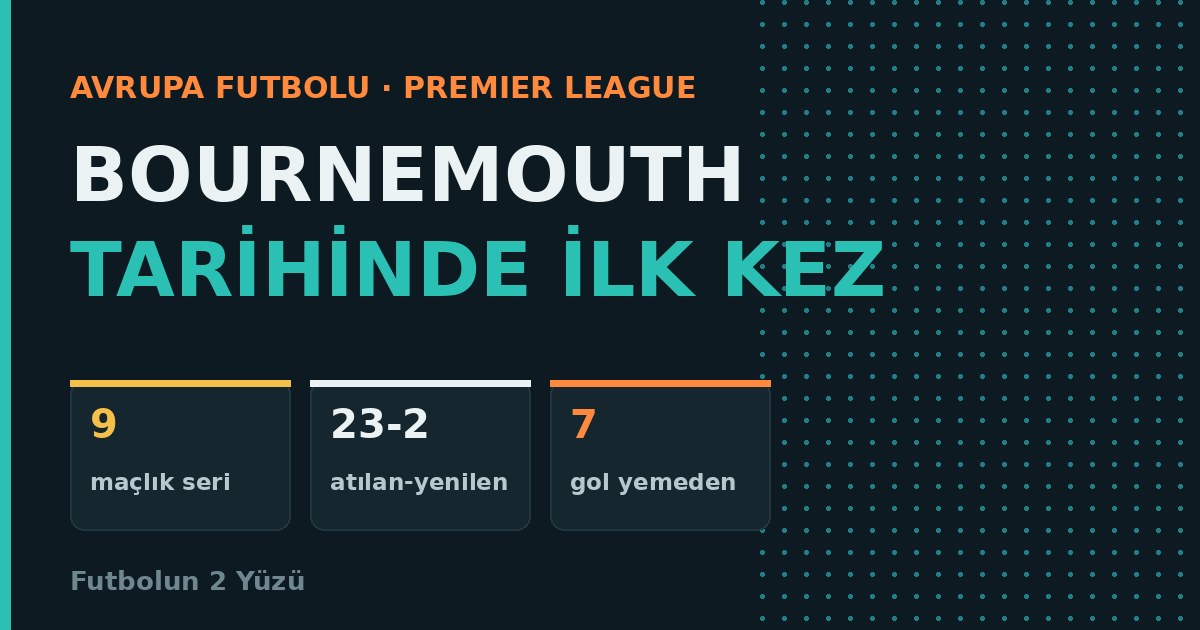 AVRUPA FUTBOLU · PREMIER LEAGUE
BOURNEMOUTH
TARİHİNDE İLK KEZ
9
maçlık seri
23-2
atılan-yenilen
7
gol yemeden
Futbolun 2 Yüzü